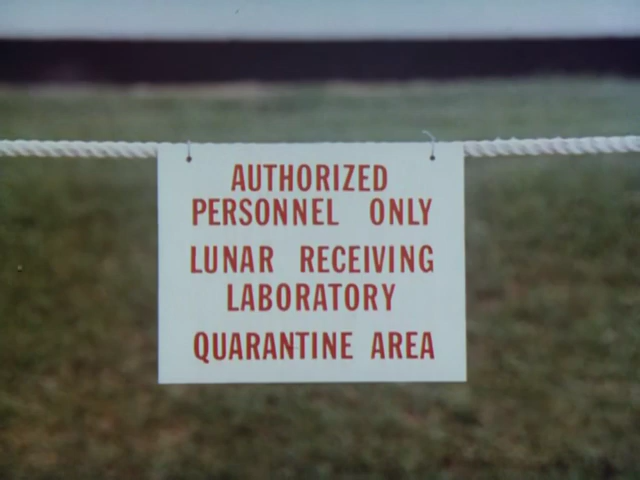 AUTHORIZED
PERSONNEL ONLY
LUNAR RECEIVING
LABORATORY
QUARANTINE AREA